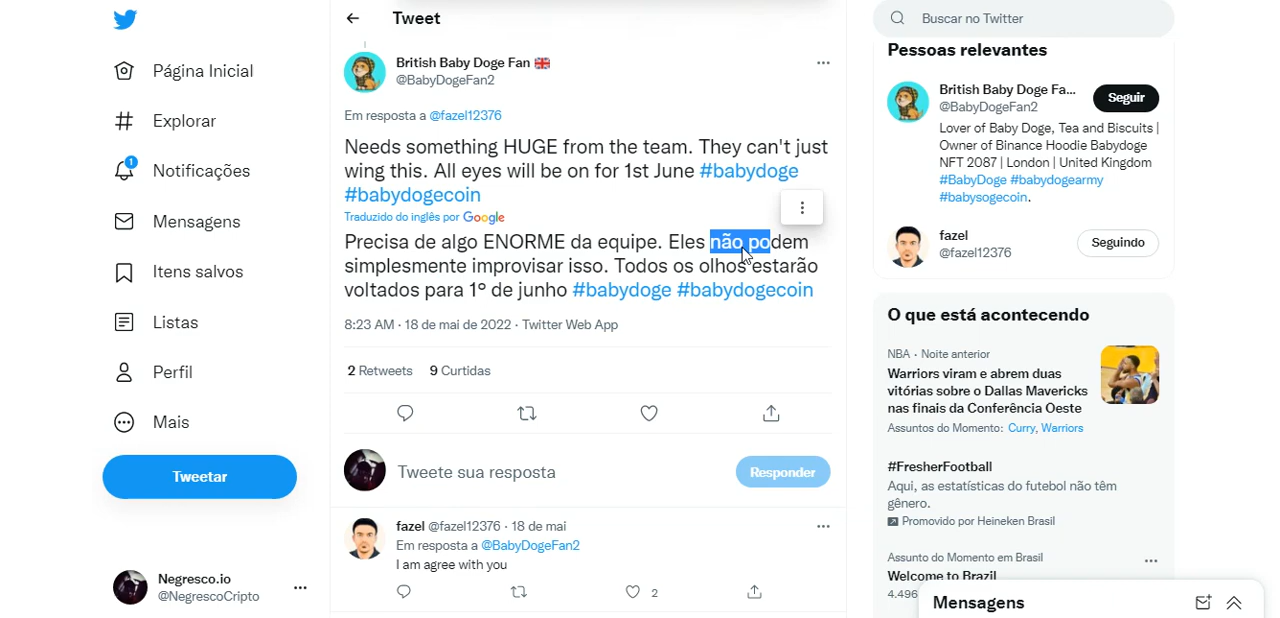 Página Inicial
Explorar
1
Notificações
Mensagens
Itens salvos
Listas
Perfil
Mais
Tweetar
Negresco.io
@NegrescoCripto
Tweet
British Baby Doge Fan 🇬🇧
@BabyDogeFan2
Em resposta a @fazel12376
Needs something HUGE from the team. They can't just
wing this. All eyes will be on for 1st June #babydoge
#babydogecoin
Traduzido do inglês por Google
Precisa de algo ENORME da equipe. Eles não podem
simplesmente improvisar isso. Todos os olhos estarão
voltados para 1º de junho #babydoge #babydogecoin
8:23 AM · 18 de mai de 2022 · Twitter Web App
2 Retweets 9 Curtidas
Tweete sua resposta
Responder
fazel @fazel12376 · 18 de mai
Em resposta a @BabyDogeFan2
I am agree with you
2
Buscar no Twitter
Pessoas relevantes
British Baby Doge Fa...
@BabyDogeFan2
Seguir
Lover of Baby Doge, Tea and Biscuits |
Owner of Binance Hoodie Babydoge
NFT 2087 | London | United Kingdom
#BabyDoge #babydogearmy
#babysogecoin.
fazel
@fazel12376
Seguindo
O que está acontecendo
NBA · Noite anterior
Warriors viram e abrem duas
vitórias sobre o Dallas Mavericks
nas finais da Conferência Oeste
Assuntos do Momento: Curry, Warriors
#FresherFootball
Aqui, as estatísticas do futebol não têm
gênero.
Promovido por Heineken Brasil
Assunto do Momento em Brasil
Welcome to Brazil
4.496
Mensagens